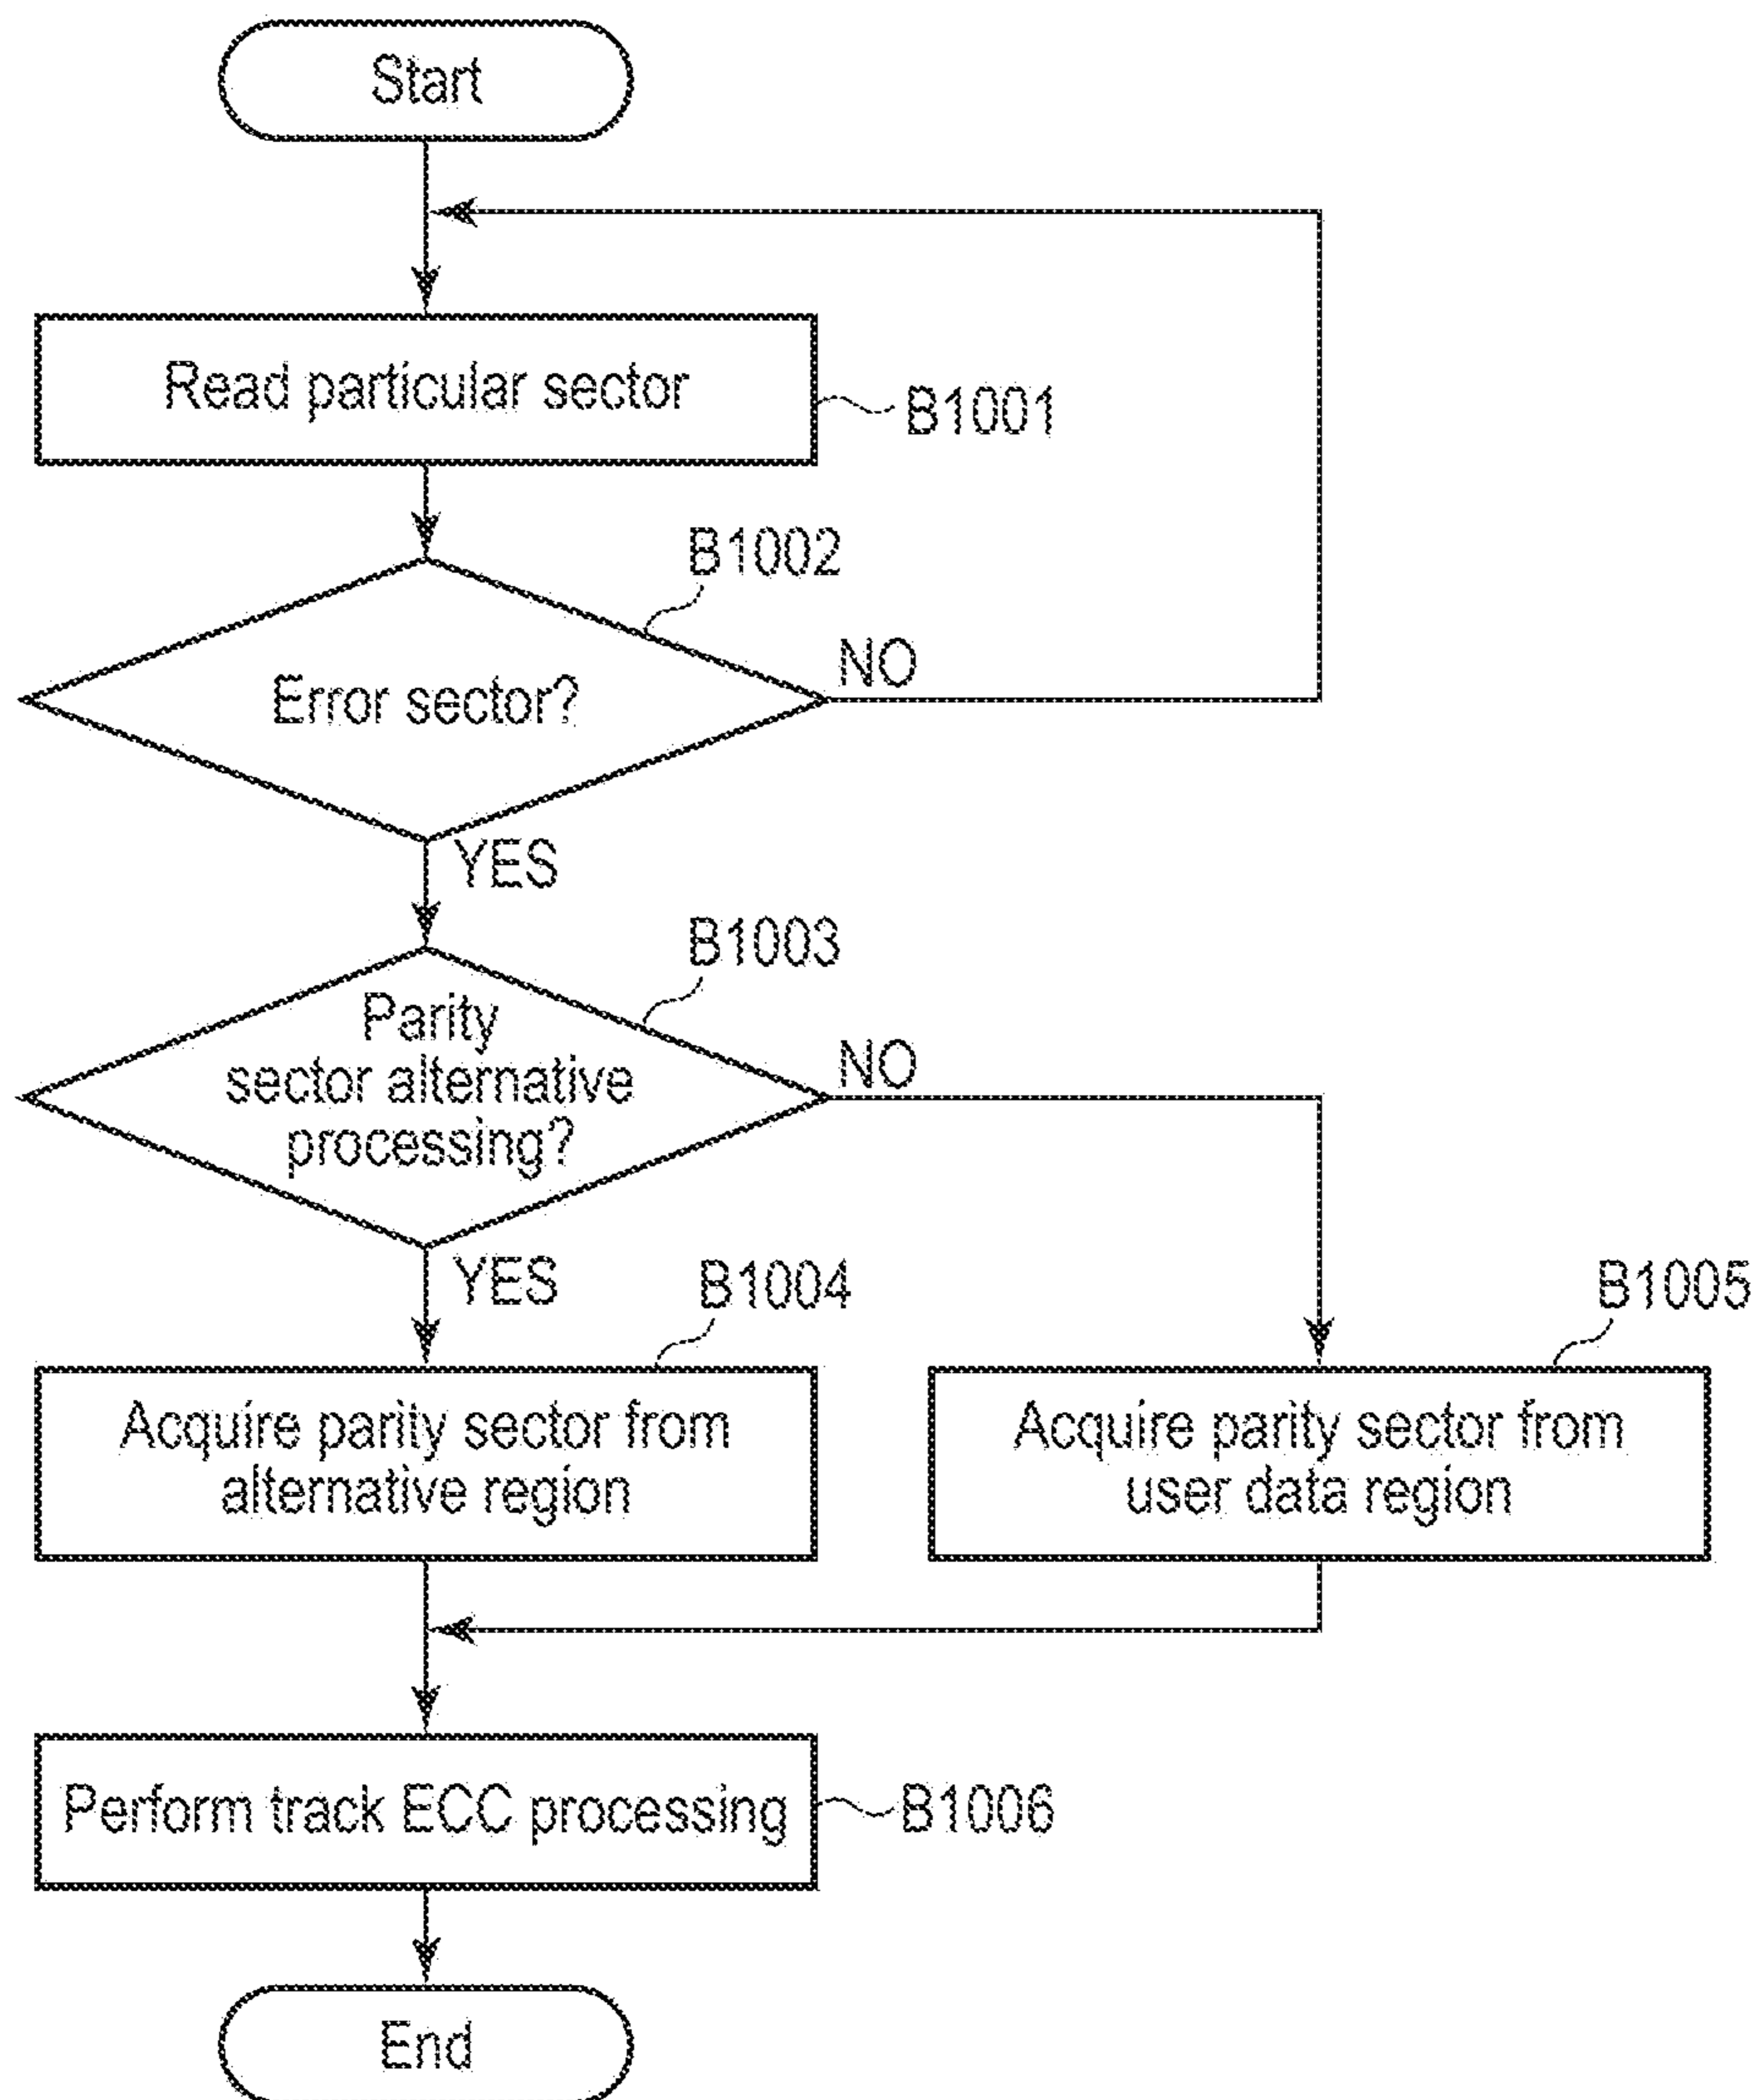 Start
Read particular sector
B1001
B1002
Error sector?
NO
YES
B1003
Parity
sector alternative
processing?
NO
YES
B1004
B1005
Acquire parity sector from
alternative region
Acquire parity sector from
user data region
Perform track ECC processing
B1006
End